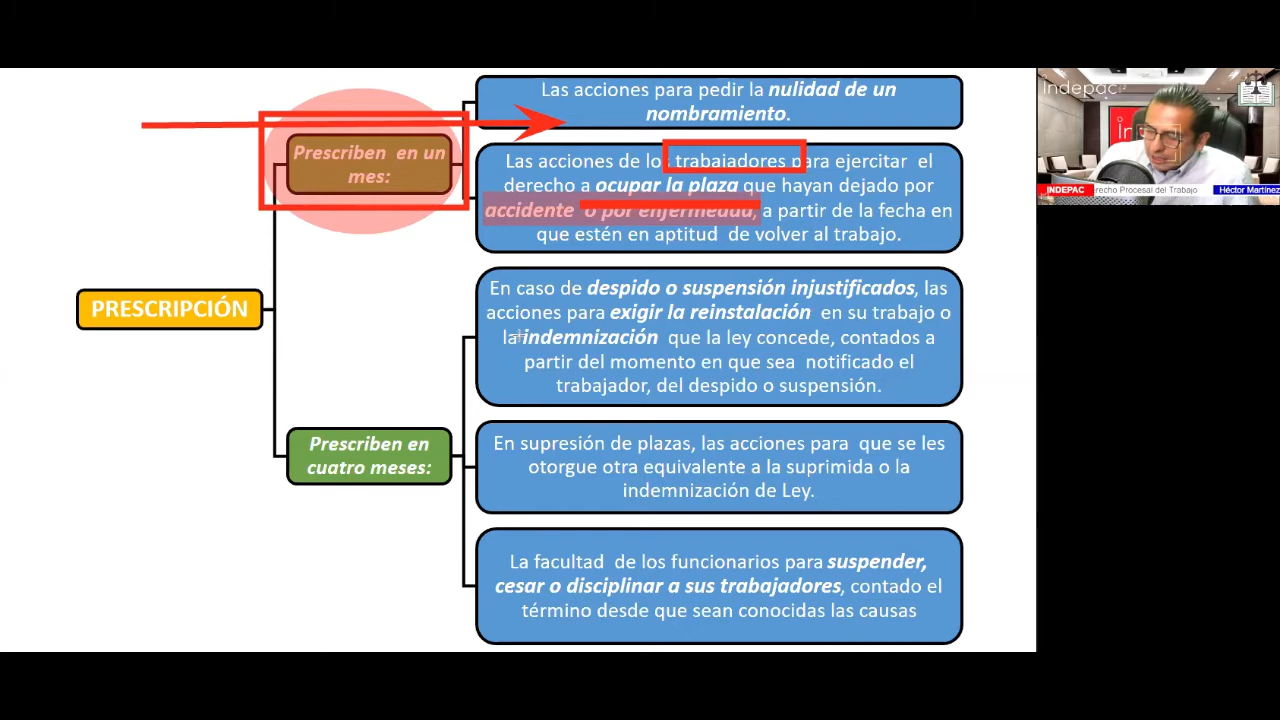 Las acciones para pedir la nulidad de un
nombramiento.
Prescriben en un
mes:
Las acciones de los trabajadores para ejercitar el
derecho a ocupar la plaza que hayan dejado por
accidente o por enfermedad, a partir de la fecha en
que estén en aptitud de volver al trabajo.
PRESCRIPCIÓN
En caso de despido o suspensión injustificados, las
acciones para exigir la reinstalación en su trabajo o
la indemnización que la ley concede, contados a
partir del momento en que sea notificado el
trabajador, del despido o suspensión.
Prescriben en
cuatro meses:
En supresión de plazas, las acciones para que se les
otorgue otra equivalente a la suprimida o la
indemnización de Ley.
La facultad de los funcionarios para suspender,
cesar o disciplinar a sus trabajadores, contado el
término desde que sean conocidas las causas
Indepac
INDEPAC
erecho Procesal del Trabajo
Héctor Martínez